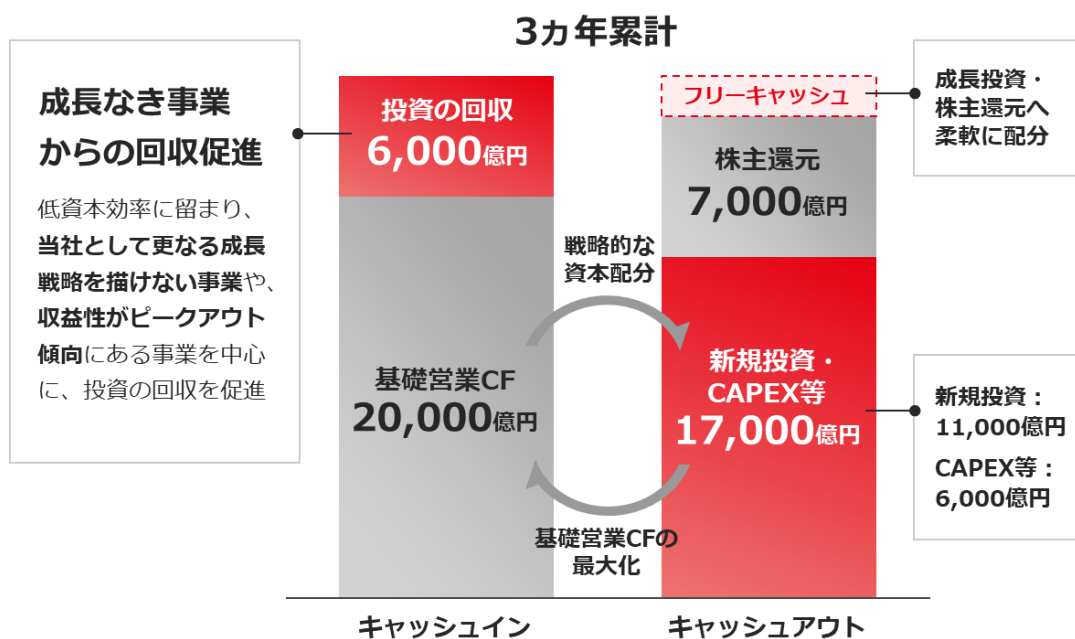 3カ年累計
成長なき事業
からの回収促進
低資本効率に留まり、
当社として更なる成長
戦略を描けない事業や、
収益性がピークアウト
傾向にある事業を中心
に、投資の回収を促進
投資の回収
6,000億円
基礎営業CF
20,000億円
キャッシュイン
戦略的な
資本配分
基礎営業CFの
最大化
フリーキャッシュ
株主還元
7,000億円
新規投資・
CAPEX等
17,000億円
キャッシュアウト
成長投資・
株主還元へ
柔軟に配分
新規投資：
11,000億円
CAPEX等：
6,000億円